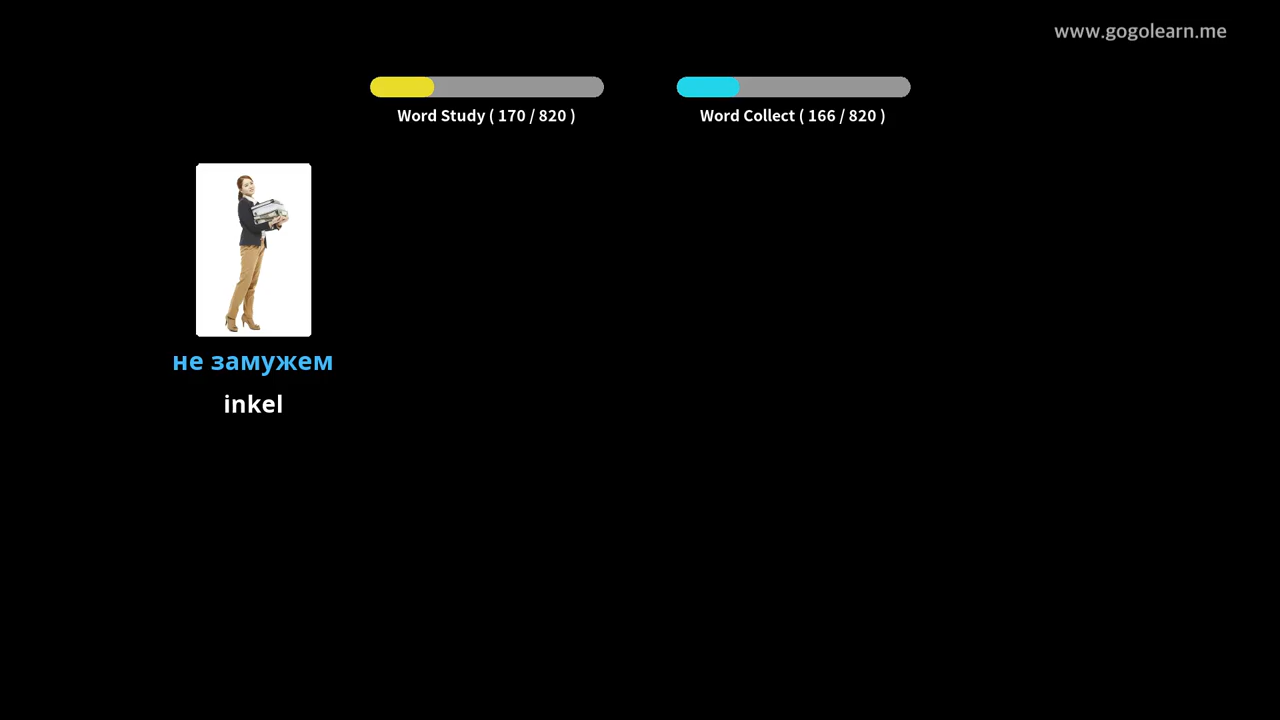 www.gogolearn.me
Word Study ( 170 / 820 )
Word Collect ( 166 / 820 )
не замужем
inkel